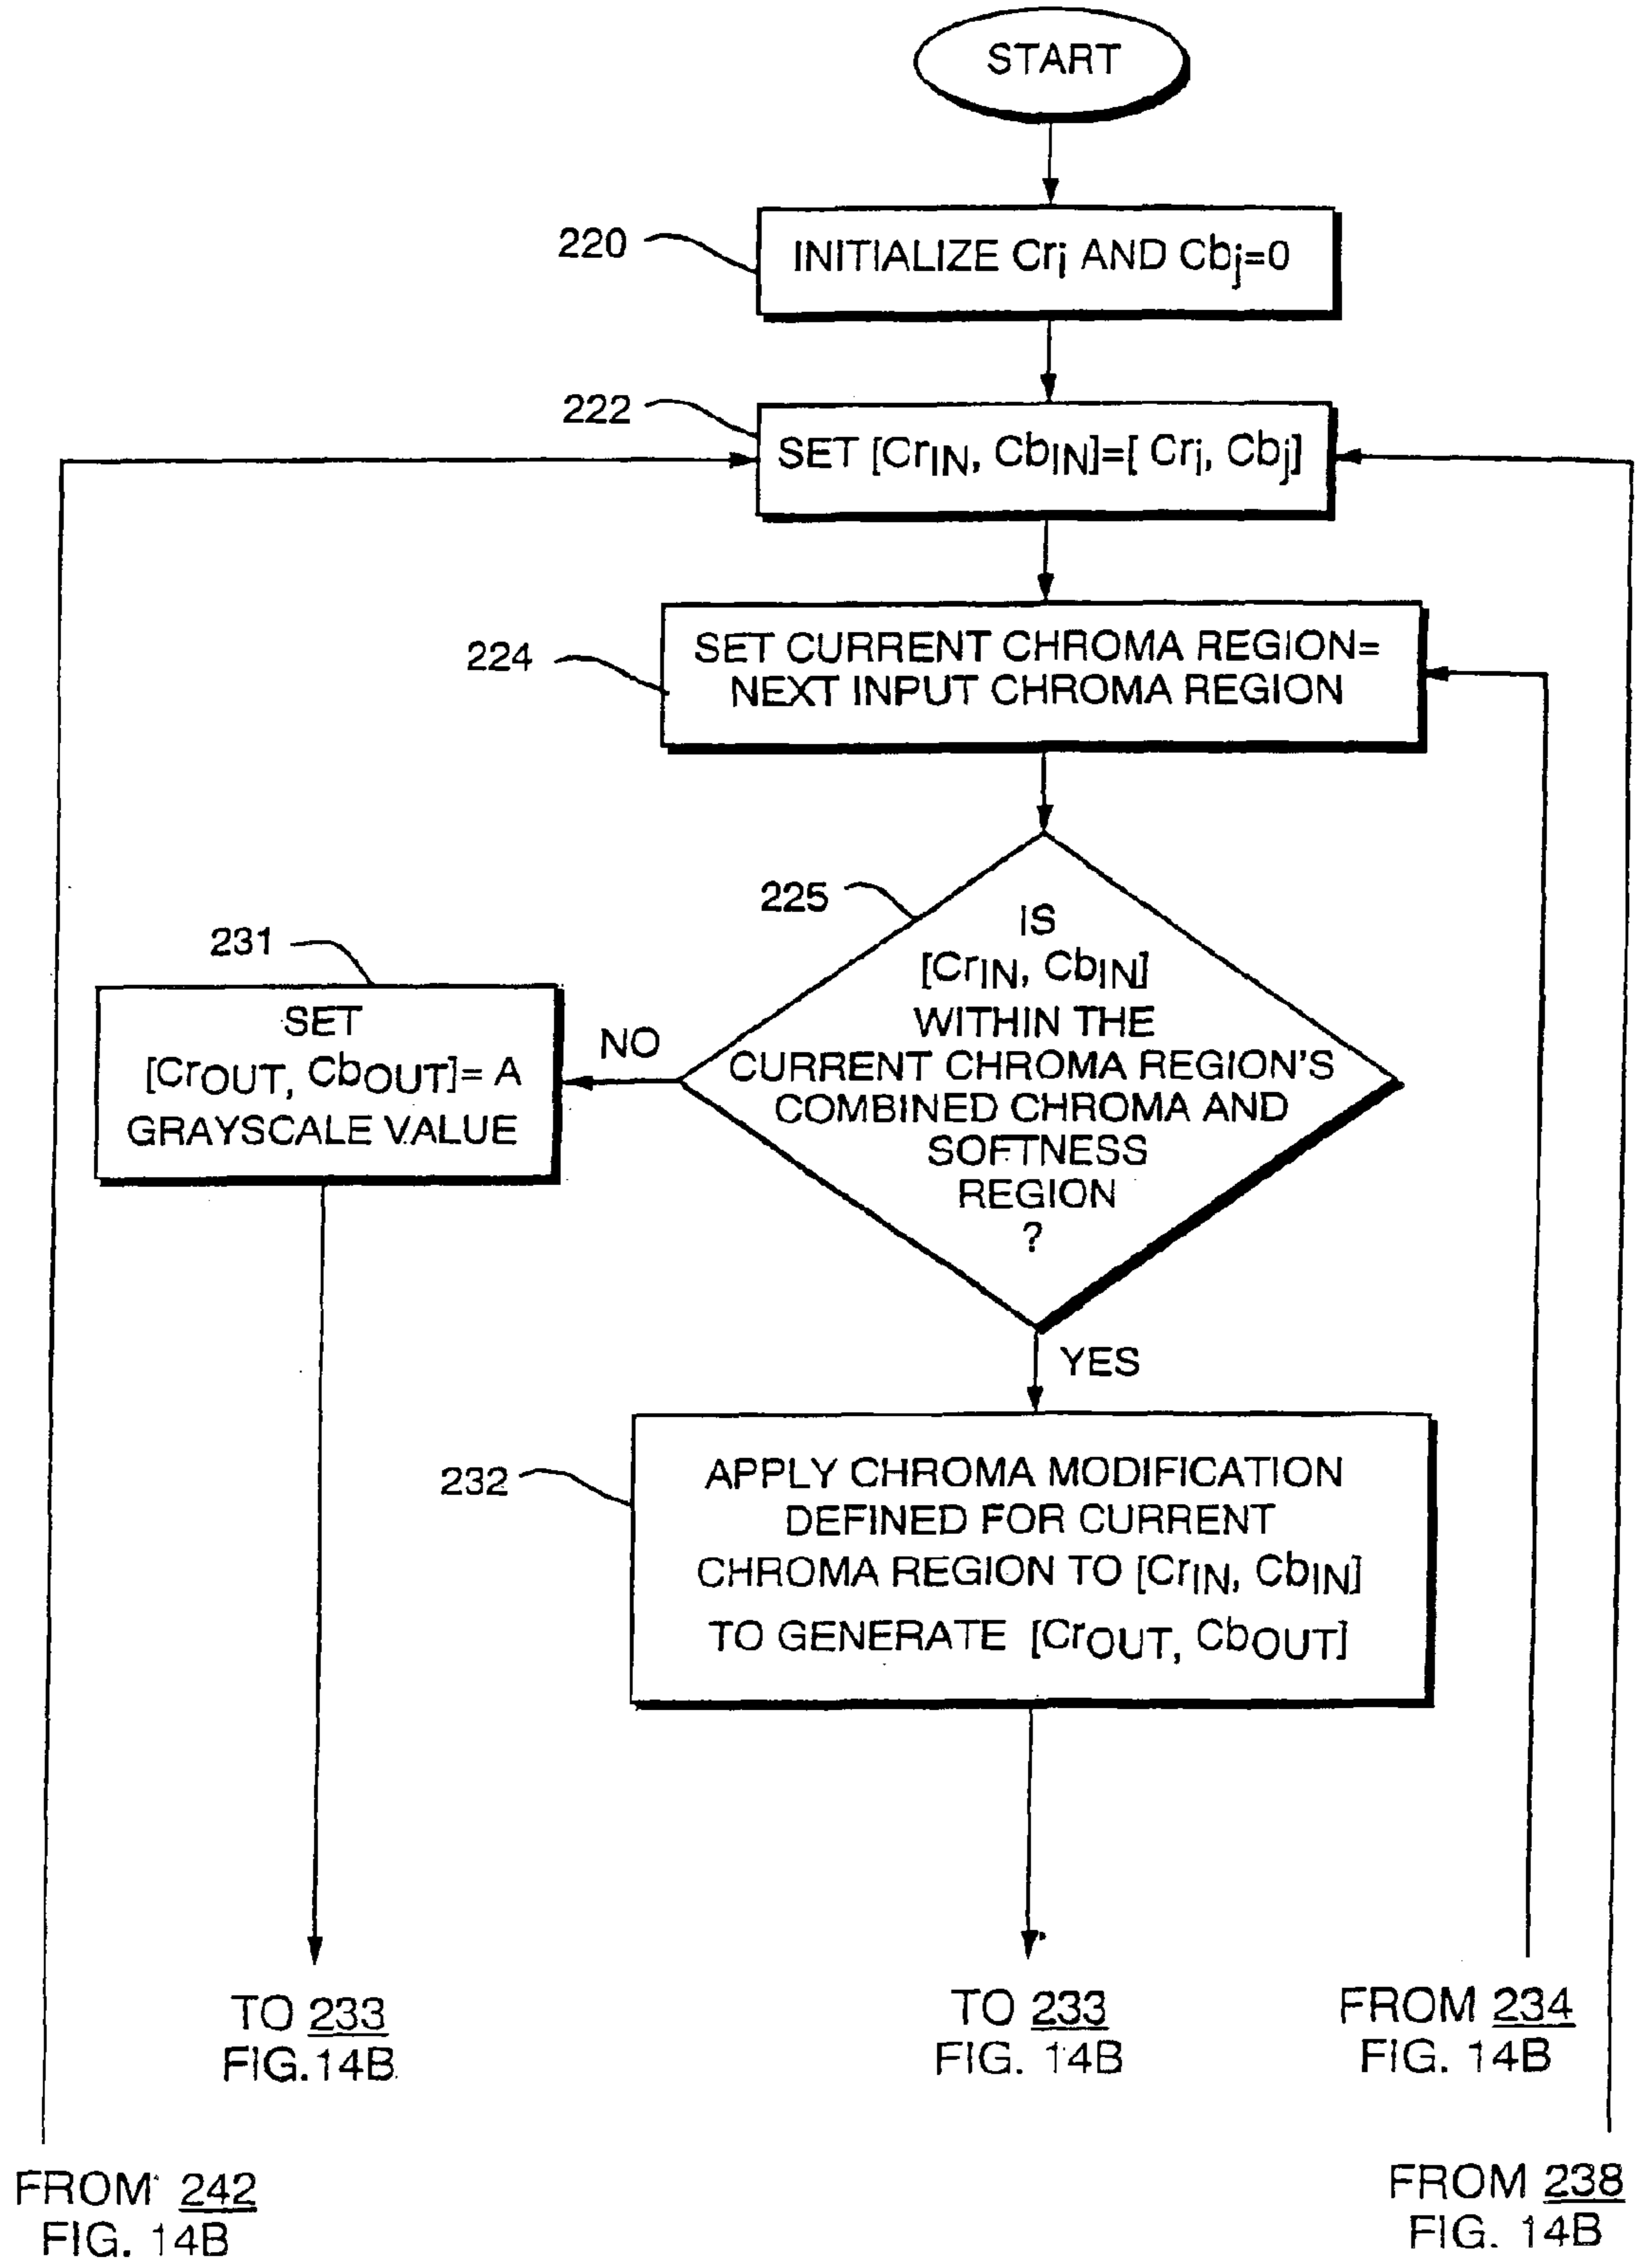 START
220
INITIALIZE Cri AND Cbj=0
222
SET [CrIN, CbIN]=[ Cri, Cbj]
224
SET CURRENT CHROMA REGION=
NEXT INPUT CHROMA REGION
225
IS
[CrIN, CbIN]
WITHIN THE
CURRENT CHROMA REGION'S
COMBINED CHROMA AND
SOFTNESS
REGION
?
NO
231
SET
[CrOUT, CbOUT]= A
GRAYSCALE VALUE
YES
232
APPLY CHROMA MODIFICATION
DEFINED FOR CURRENT
CHROMA REGION TO [CrIN, CbIN]
TO GENERATE [CrOUT, CbOUT]
TO 233
FIG.14B
TO 233
FIG. 14B
FROM 234
FIG. 14B
FROM 242
FIG. 14B
FROM 238
FIG. 14B